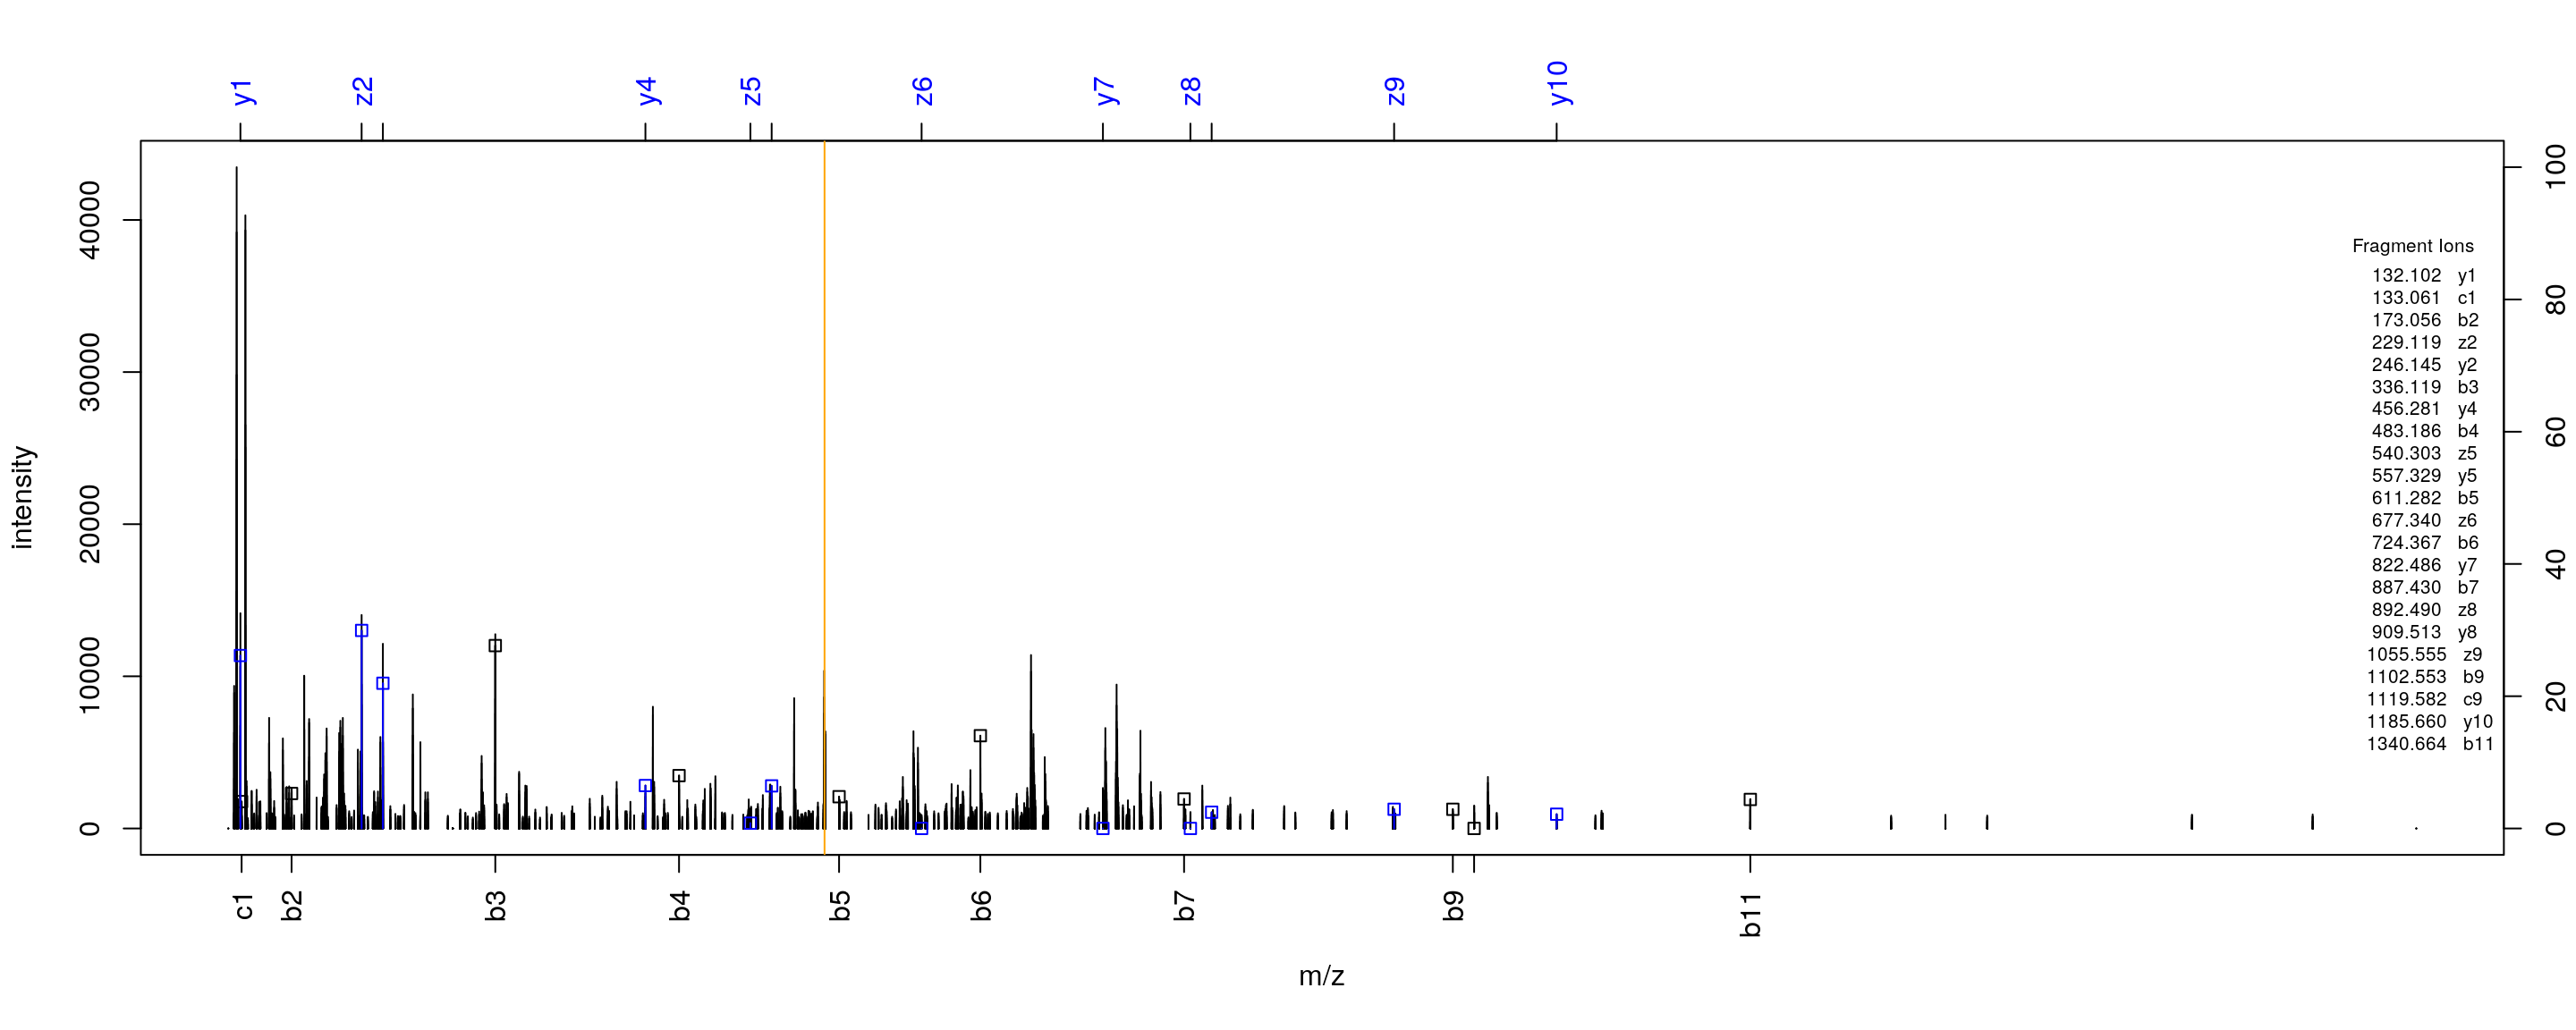 y1 z2 y4 z5 z6 y7 z8 z9 y10
intensity
0 10000 20000 30000 40000
0 20 40 60 80 100
Fragment Ions
132.102 y1
133.061 c1
173.056 b2
229.119 z2
246.145 y2
336.119 b3
456.281 y4
483.186 b4
540.303 z5
557.329 y5
611.282 b5
677.340 z6
724.367 b6
822.486 y7
887.430 b7
892.490 z8
909.513 y8
1055.555 z9
1102.553 b9
1119.582 c9
1185.660 y10
1340.664 b11
c1 b2 b3 b4 b5 b6 b7 b9 b11
m/z